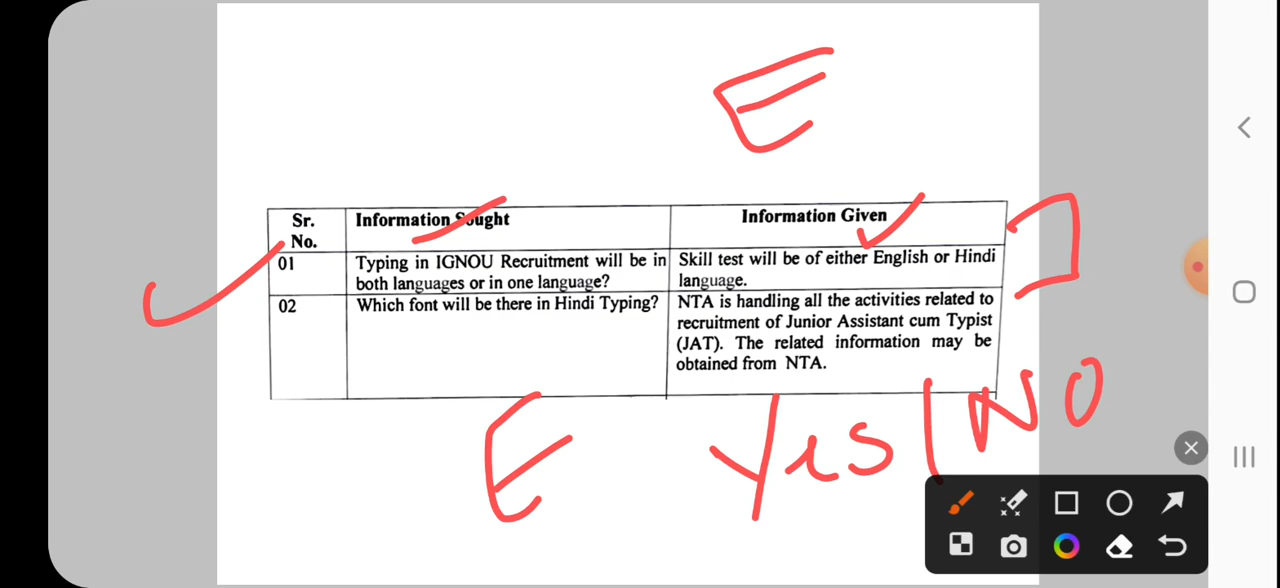 E
Sr. No.
Information Sought
Information Given
01
Typing in IGNOU Recruitment will be in
both languages or in one language?
Skill test will be of either English or Hindi
language.
02
Which font will be there in Hindi Typing?
NTA is handling all the activities related to
recruitment of Junior Assistant cum Typist
(JAT). The related information may be
obtained from NTA.
E
Yes/NO